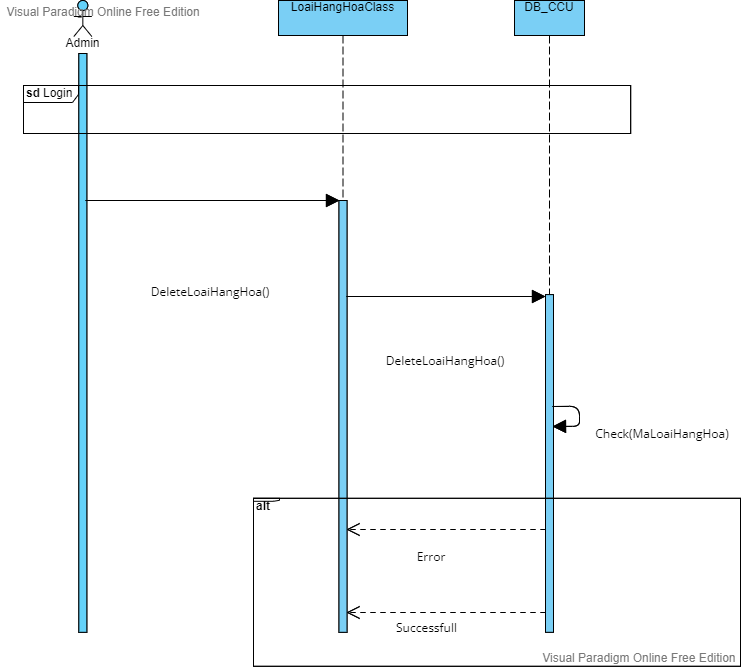 Visual Paradigm Online Free Edition
LoaiHangHoaClass
DB_CCU
Admin
sd Login
DeleteLoaiHangHoa()
DeleteLoaiHangHoa()
Check(MaLoaiHangHoa)
alt
Error
Successfull
Visual Paradigm Online Free Edition